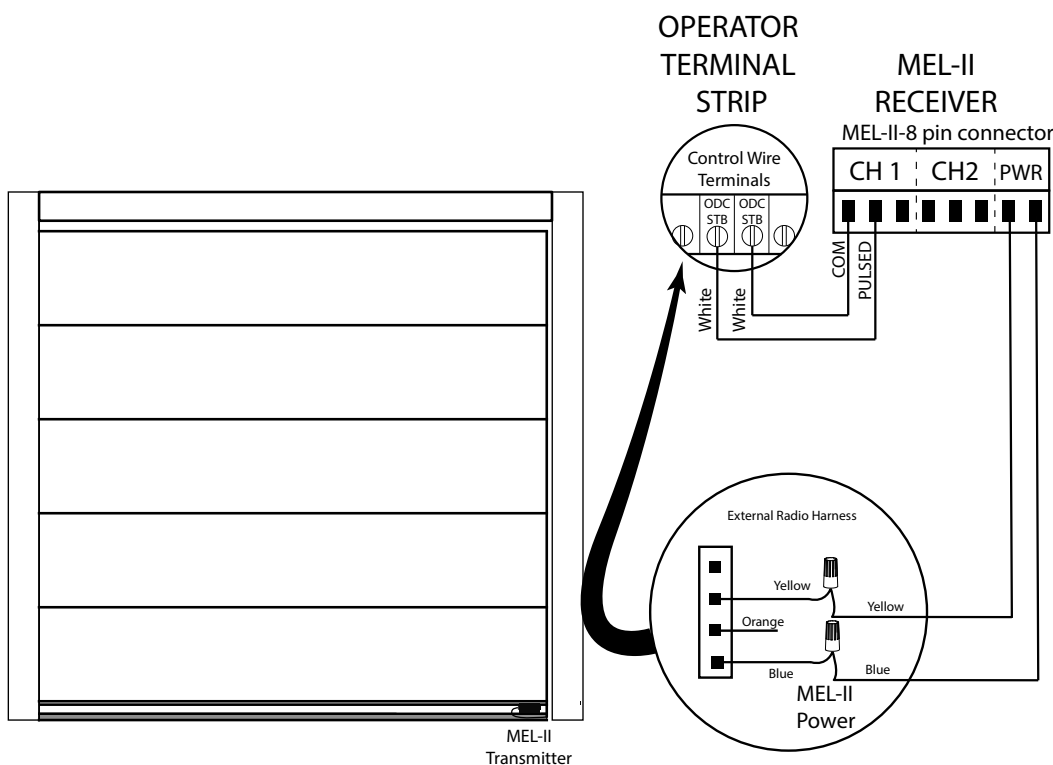 OPERATOR
TERMINAL
STRIP
MEL-II
RECEIVER
MEL-II-8 pin connector
CH 1
CH2
PWR
Control Wire
Terminals
ODC
STB
ODC
STB
COM
PULSED
White
White
External Radio Harness
Yellow
Yellow
Orange
Blue
Blue
MEL-II
Power
MEL-II
Transmitter